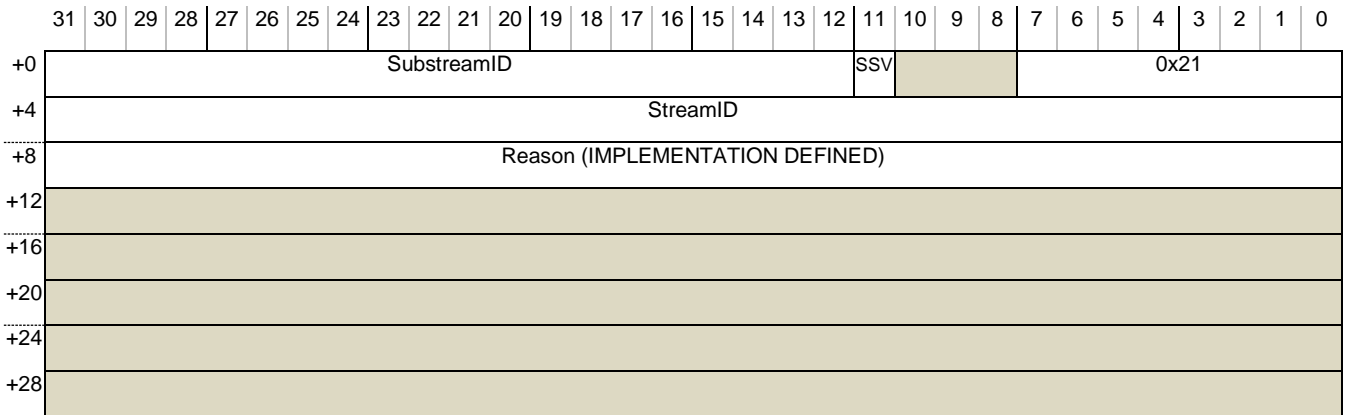 31 30 29 28 27 26 25 24 23 22 21 20 19 18 17 16 15 14 13 12 11 10 9 8 7 6 5 4 3 2 1 0
+0 SubstreamID SSV 0x21
+4 StreamID
+8 Reason (IMPLEMENTATION DEFINED)
+12
+16
+20
+24
+28